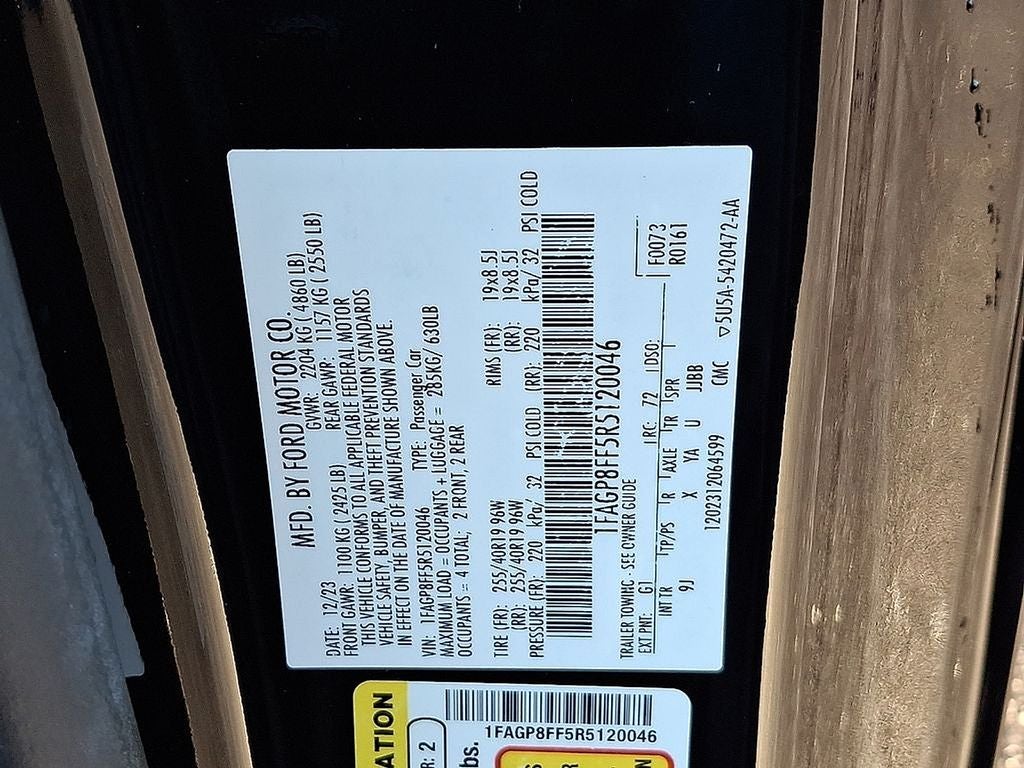 MFD. BY FORD MOTOR CO.
DATE: 12/23 GVWR: 2204 KG ( 4860 LB)
FRONT GAWR: 1100 KG ( 2425 LB) REAR GAWR: 1157 KG ( 2550 LB)
THIS VEHICLE CONFORMS TO ALL APPLICABLE FEDERAL MOTOR
VEHICLE SAFETY, BUMPER, AND THEFT PREVENTION STANDARDS
IN EFFECT ON THE DATE OF MANUFACTURE SHOWN ABOVE.
VIN: 1FAGP8FF5R5120046 TYPE: Passenger Car
MAXIMUM LOAD = OCCUPANTS + LUGGAGE = 285KG/ 630LB
OCCUPANTS = 4 TOTAL; 2 FRONT, 2 REAR
TIRE (FR): 255/40R19 96W RIMS (FR): 19x8.5J
(RR): 255/40R19 96W (RR): 19x8.5J
PRESSURE (FR): 220 kPa/ 32 PSI COLD (RR): 220 kPa/ 32 PSI COLD
1FAGP8FF5R5120046
TRAILER TOWING - SEE OWNER GUIDE
EXT PNT: G1 RC: 72 DSO: F0073
R0161
INT TR TP/PS R AXLE TR SPR
9J X YA U JJBB
1202312064599 CMC ▽5U5A-5420472-AA
ATION
R: 2
bs.
1FAGP8FF5R5120046